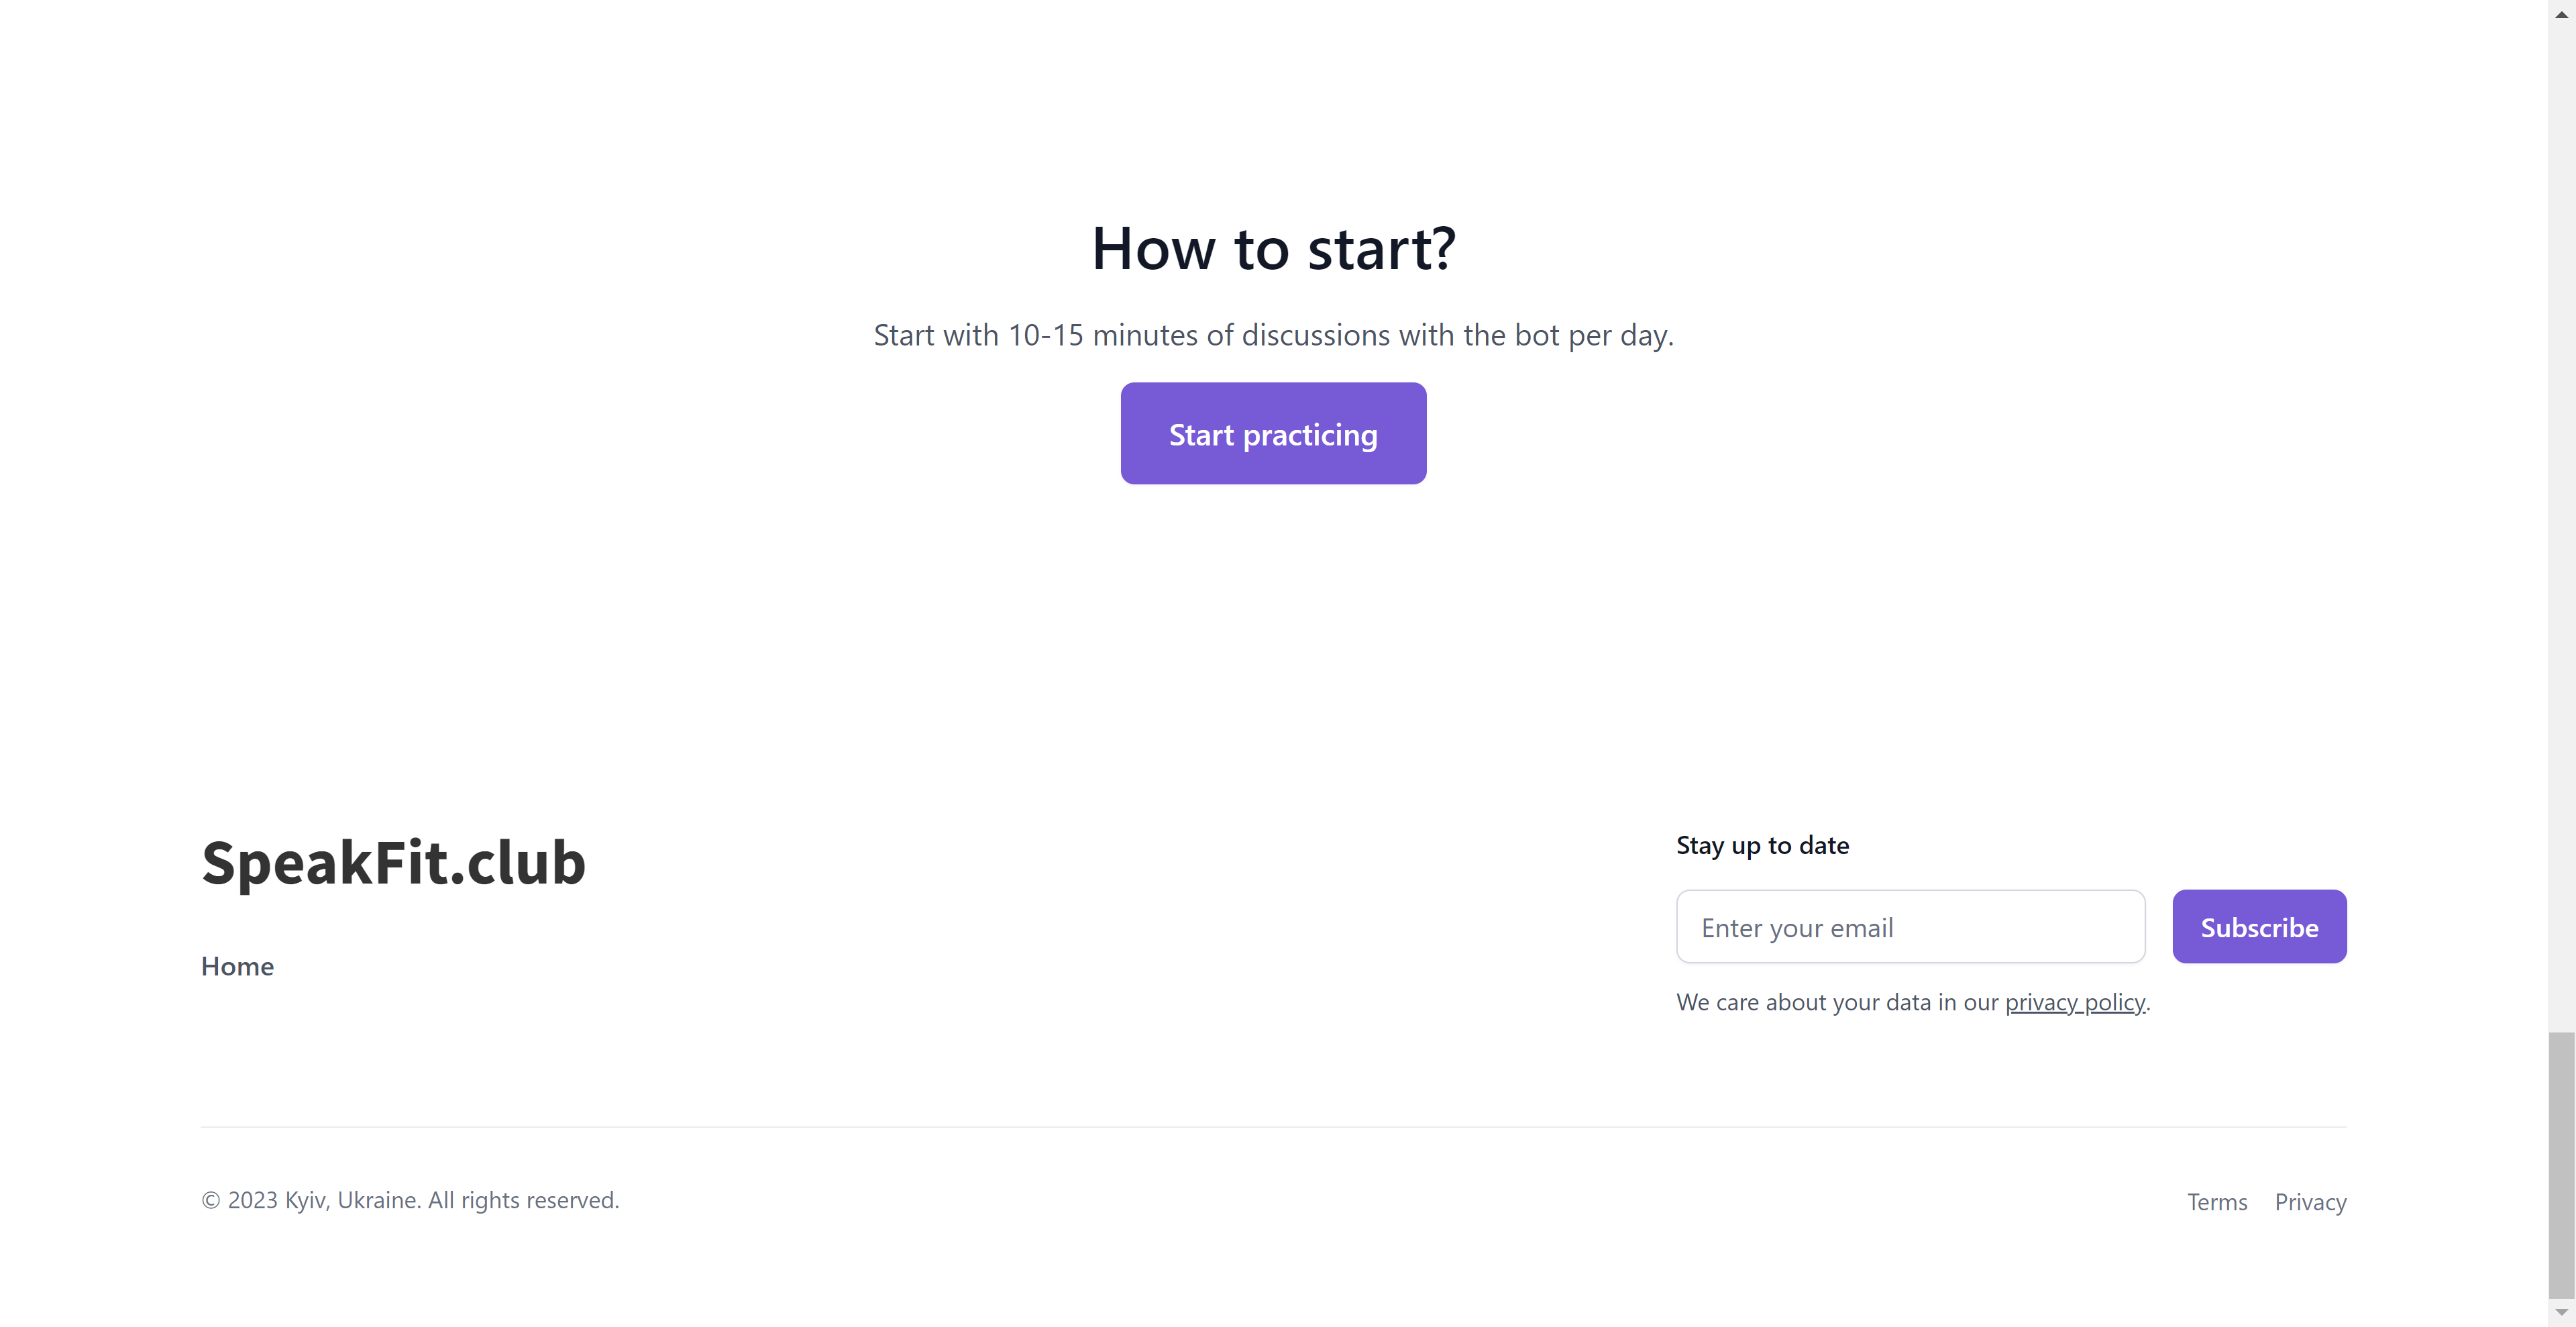 How to start?
Start with 10-15 minutes of discussions with the bot per day.
Start practicing
SpeakFit.club
Home
Stay up to date
Enter your email
Subscribe
We care about your data in our privacy policy.
© 2023 Kyiv, Ukraine. All rights reserved.
Terms
Privacy